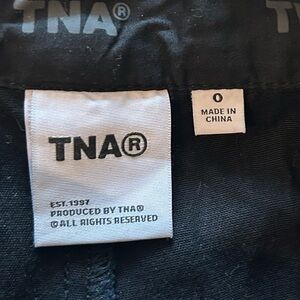 TNA®
TNA®
0
MADE IN
CHINA
EST.1997
PRODUCED BY TNA®
©ALL RIGHTS RESERVED